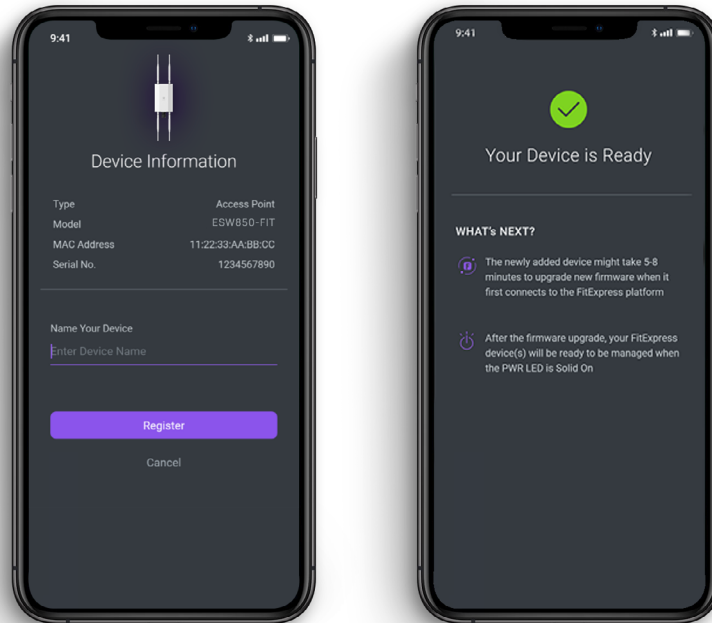 9:41
Device Information
Type Access Point
Model ESW850-FIT
MAC Address 11:22:33:AA:BB:CC
Serial No. 1234567890
Name Your Device
Enter Device Name
Register
Cancel
9:41
Your Device is Ready
WHAT's NEXT?
The newly added device might take 5-8
minutes to upgrade new firmware when it
first connects to the FitExpress platform
After the firmware upgrade, your FitExpress
device(s) will be ready to be managed when
the PWR LED is Solid On